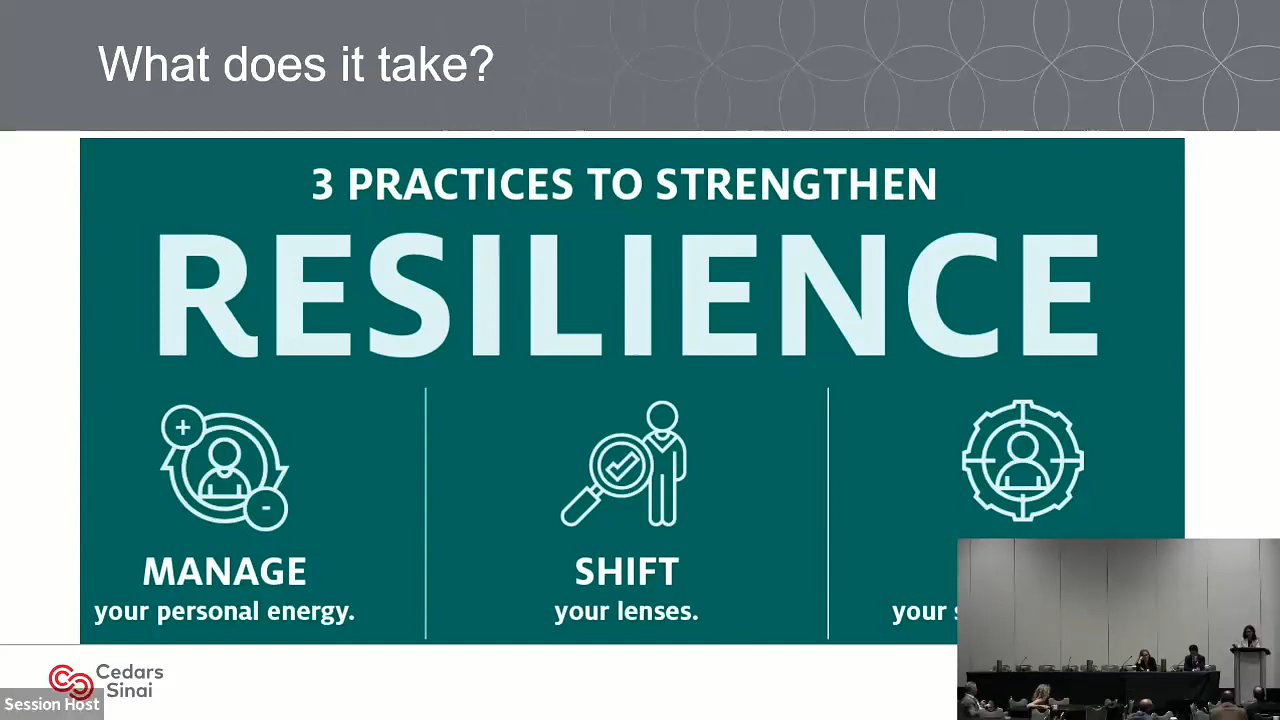 What does it take?
3 PRACTICES TO STRENGTHEN
RESILIENCE
+
-
MANAGE
your personal energy.
SHIFT
your lenses.
your
Cedars
Sinai
Session Host